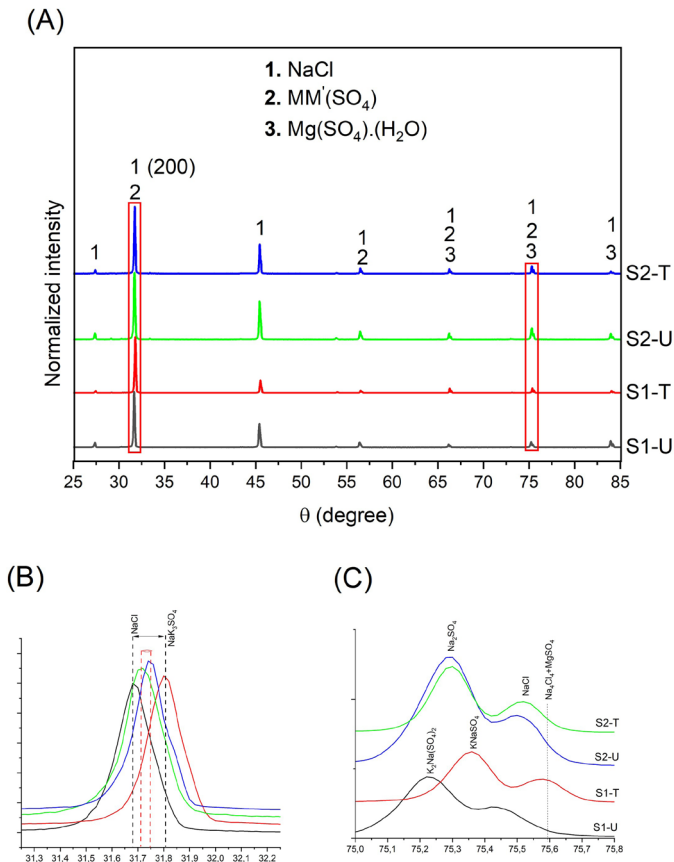 (A)
1. NaCl
2. MM'(SO4)
3. Mg(SO4).(H2O)
Normalized intensity
1
1 (200)
2
1
1
2
1
2
3
1
2
3
1
3
S2-T
S2-U
S1-T
S1-U
25 30 35 40 45 50 55 60 65 70 75 80 85
θ (degree)
(B)
NaCl
NaK3SO4
31,3 31,4 31,5 31,6 31,7 31,8 31,9 32,0 32,1 32,2
(C)
Na2SO4
NaCl
Na4Cl4+MgSO4
K2Na(SO4)2
KNaSO4
S2-T
S2-U
S1-T
S1-U
75,0 75,1 75,2 75,3 75,4 75,5 75,6 75,7 75,8